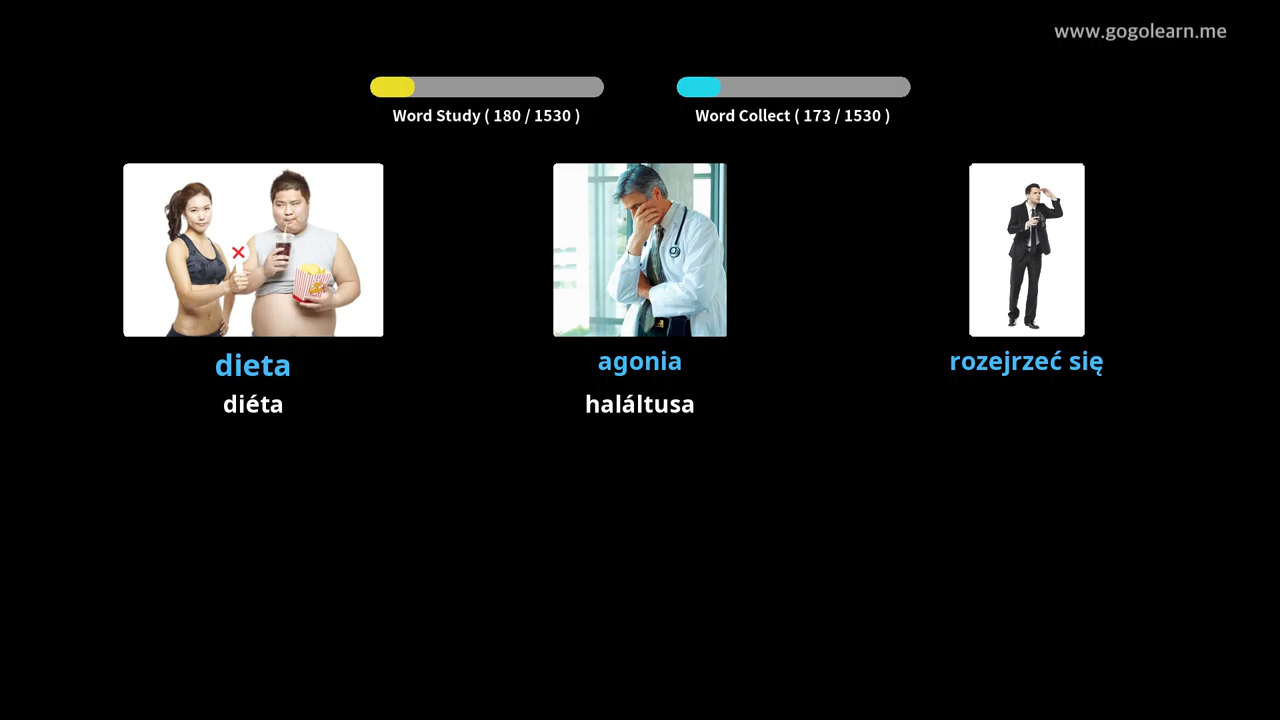 www.gogolearn.me
Word Study ( 180 / 1530 )
Word Collect ( 173 / 1530 )
dieta
diéta
agonia
haláltusa
rozejrzeć się